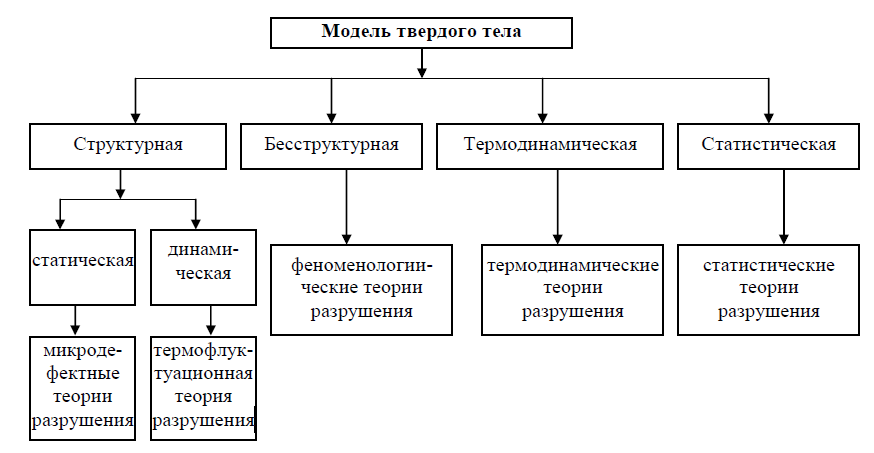 Модель твердого тела
Структурная
Бесструктурная
Термодинамическая
Статистическая
статическая
динами-
ческая
феноменологии-
ческие теории
разрушения
термодинамические
теории
разрушения
статистические
теории
разрушения
микроде-
фектные
теории
разрушения
термофлук-
туационная
теория
разрушения